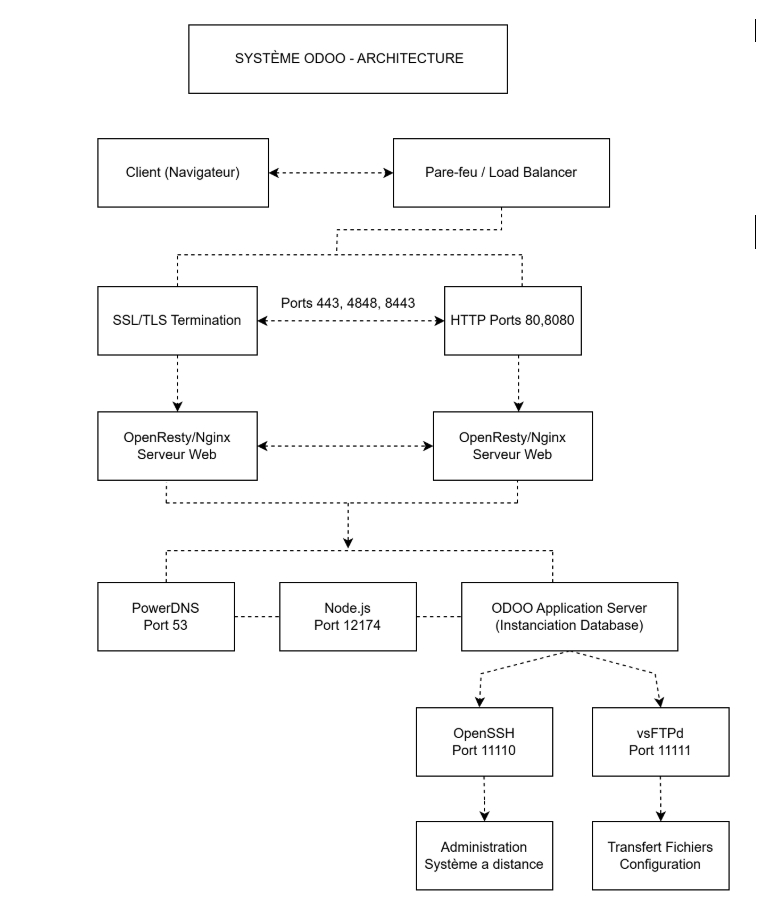 SYSTÈME ODOO - ARCHITECTURE
Client (Navigateur)
Pare-feu / Load Balancer
SSL/TLS Termination
Ports 443, 4848, 8443
HTTP Ports 80,8080
OpenResty/Nginx
Serveur Web
OpenResty/Nginx
Serveur Web
PowerDNS
Port 53
Node.js
Port 12174
ODOO Application Server
(Instanciation Database)
OpenSSH
Port 11110
vsFTPd
Port 11111
Administration
Système a distance
Transfert Fichiers
Configuration